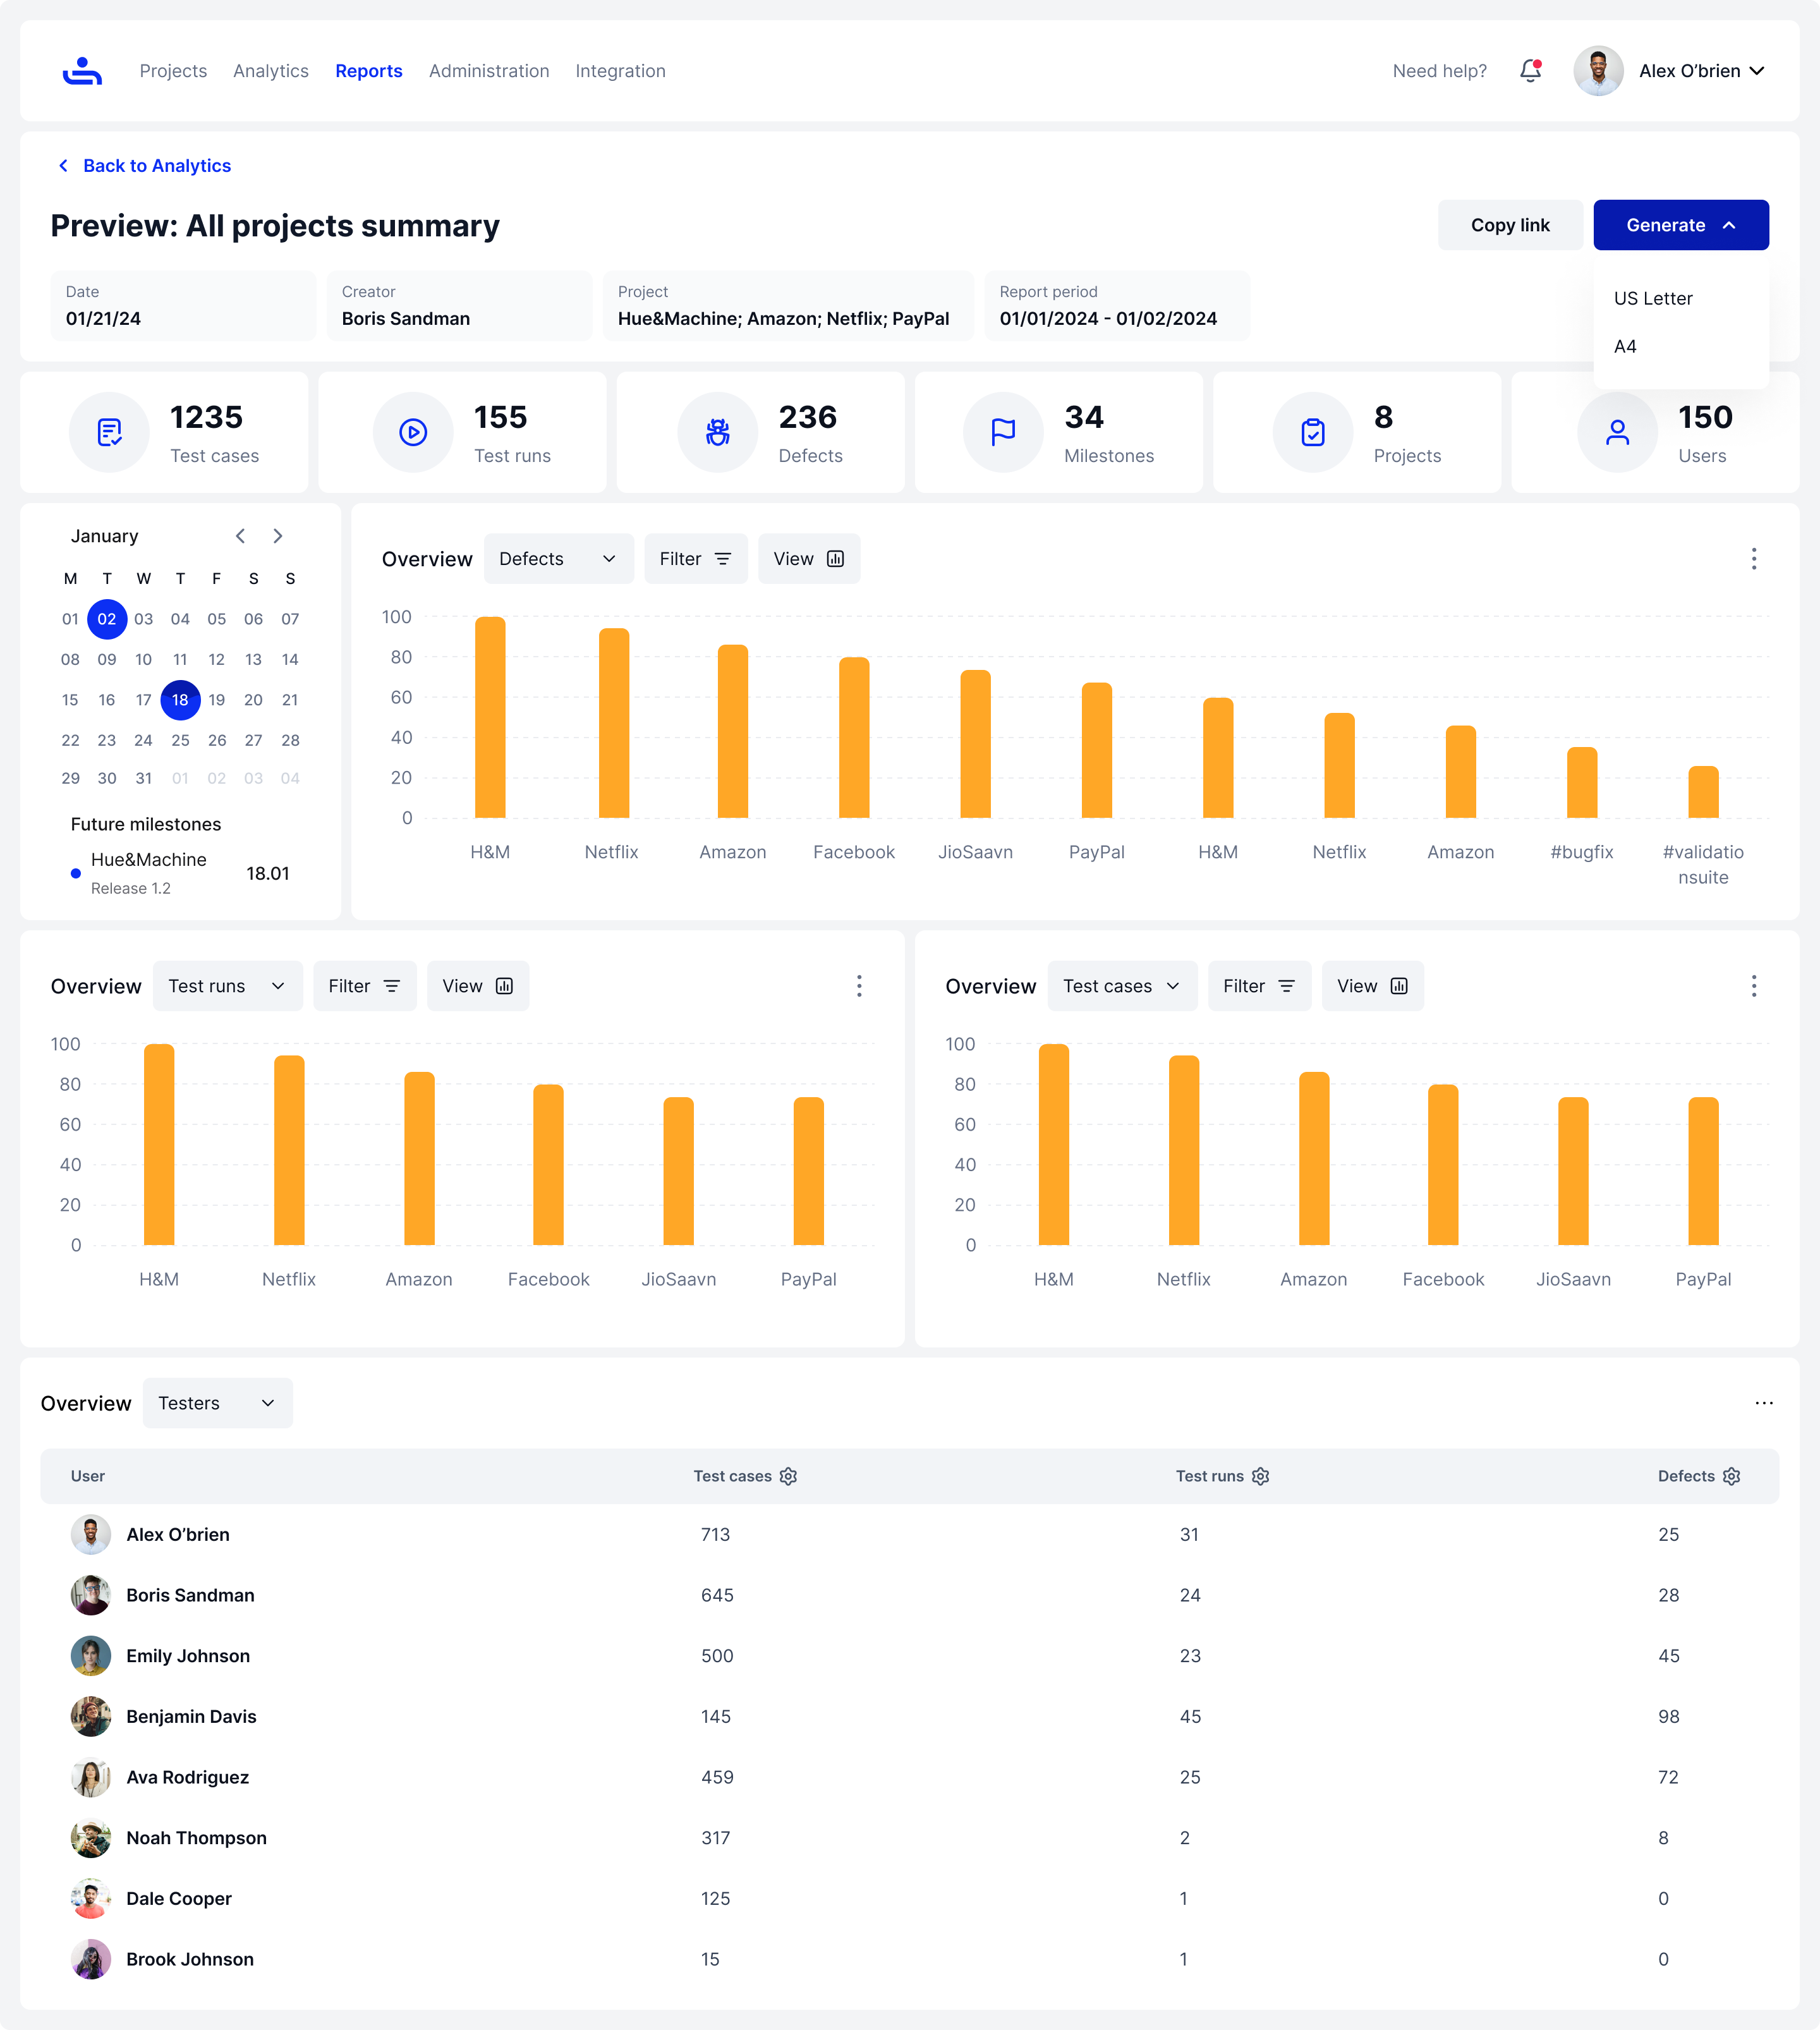 Projects Analytics Reports Administration Integration Need help? Alex O’brien
Back to Analytics
Preview: All projects summary
Copy link
Generate
US Letter
A4
Date
01/21/24
Creator
Boris Sandman
Project
Hue&Machine; Amazon; Netflix; PayPal
Report period
01/01/2024 - 01/02/2024
1235
Test cases
155
Test runs
236
Defects
34
Milestones
8
Projects
150
Users
January
M T W T F S S
01 02 03 04 05 06 07
08 09 10 11 12 13 14
15 16 17 18 19 20 21
22 23 24 25 26 27 28
29 30 31 01 02 03 04
Future milestones
Hue&Machine
Release 1.2
18.01
Overview Defects Filter View
100
80
60
40
20
0
H&M Netflix Amazon Facebook JioSaavn PayPal H&M Netflix Amazon #bugfix #validatio
nsuite
Overview Test runs Filter View
100
80
60
40
20
0
H&M Netflix Amazon Facebook JioSaavn PayPal
Overview Test cases Filter View
100
80
60
40
20
0
H&M Netflix Amazon Facebook JioSaavn PayPal
Overview Testers
User Test cases Test runs Defects
Alex O’brien 713 31 25
Boris Sandman 645 24 28
Emily Johnson 500 23 45
Benjamin Davis 145 45 98
Ava Rodriguez 459 25 72
Noah Thompson 317 2 8
Dale Cooper 125 1 0
Brook Johnson 15 1 0